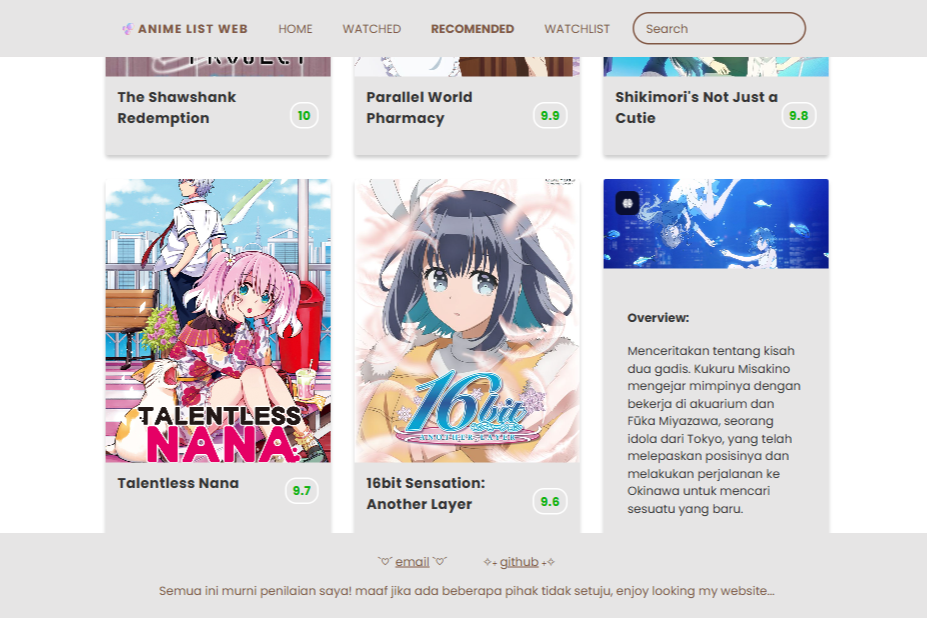 ANIME LIST WEB HOME WATCHED RECOMENDED WATCHLIST Search
PROJECT
The Shawshank
Redemption
10
Parallel World
Pharmacy
9.9
Shikimori's Not Just a
Cutie
9.8
TALENTLESS
NANA
Talentless Nana
9.7
16bit
16bit Sensation:
Another Layer
9.6
Overview:
Menceritakan tentang kisah
dua gadis. Kukuru Misakino
mengejar mimpinya dengan
bekerja di akuarium dan
Fūka Miyazawa, seorang
idola dari Tokyo, yang telah
melepaskan posisinya dan
melakukan perjalanan ke
Okinawa untuk mencari
sesuatu yang baru.
email github
Semua ini murni penilaian saya! maaf jika ada beberapa pihak tidak setuju, enjoy looking my website...